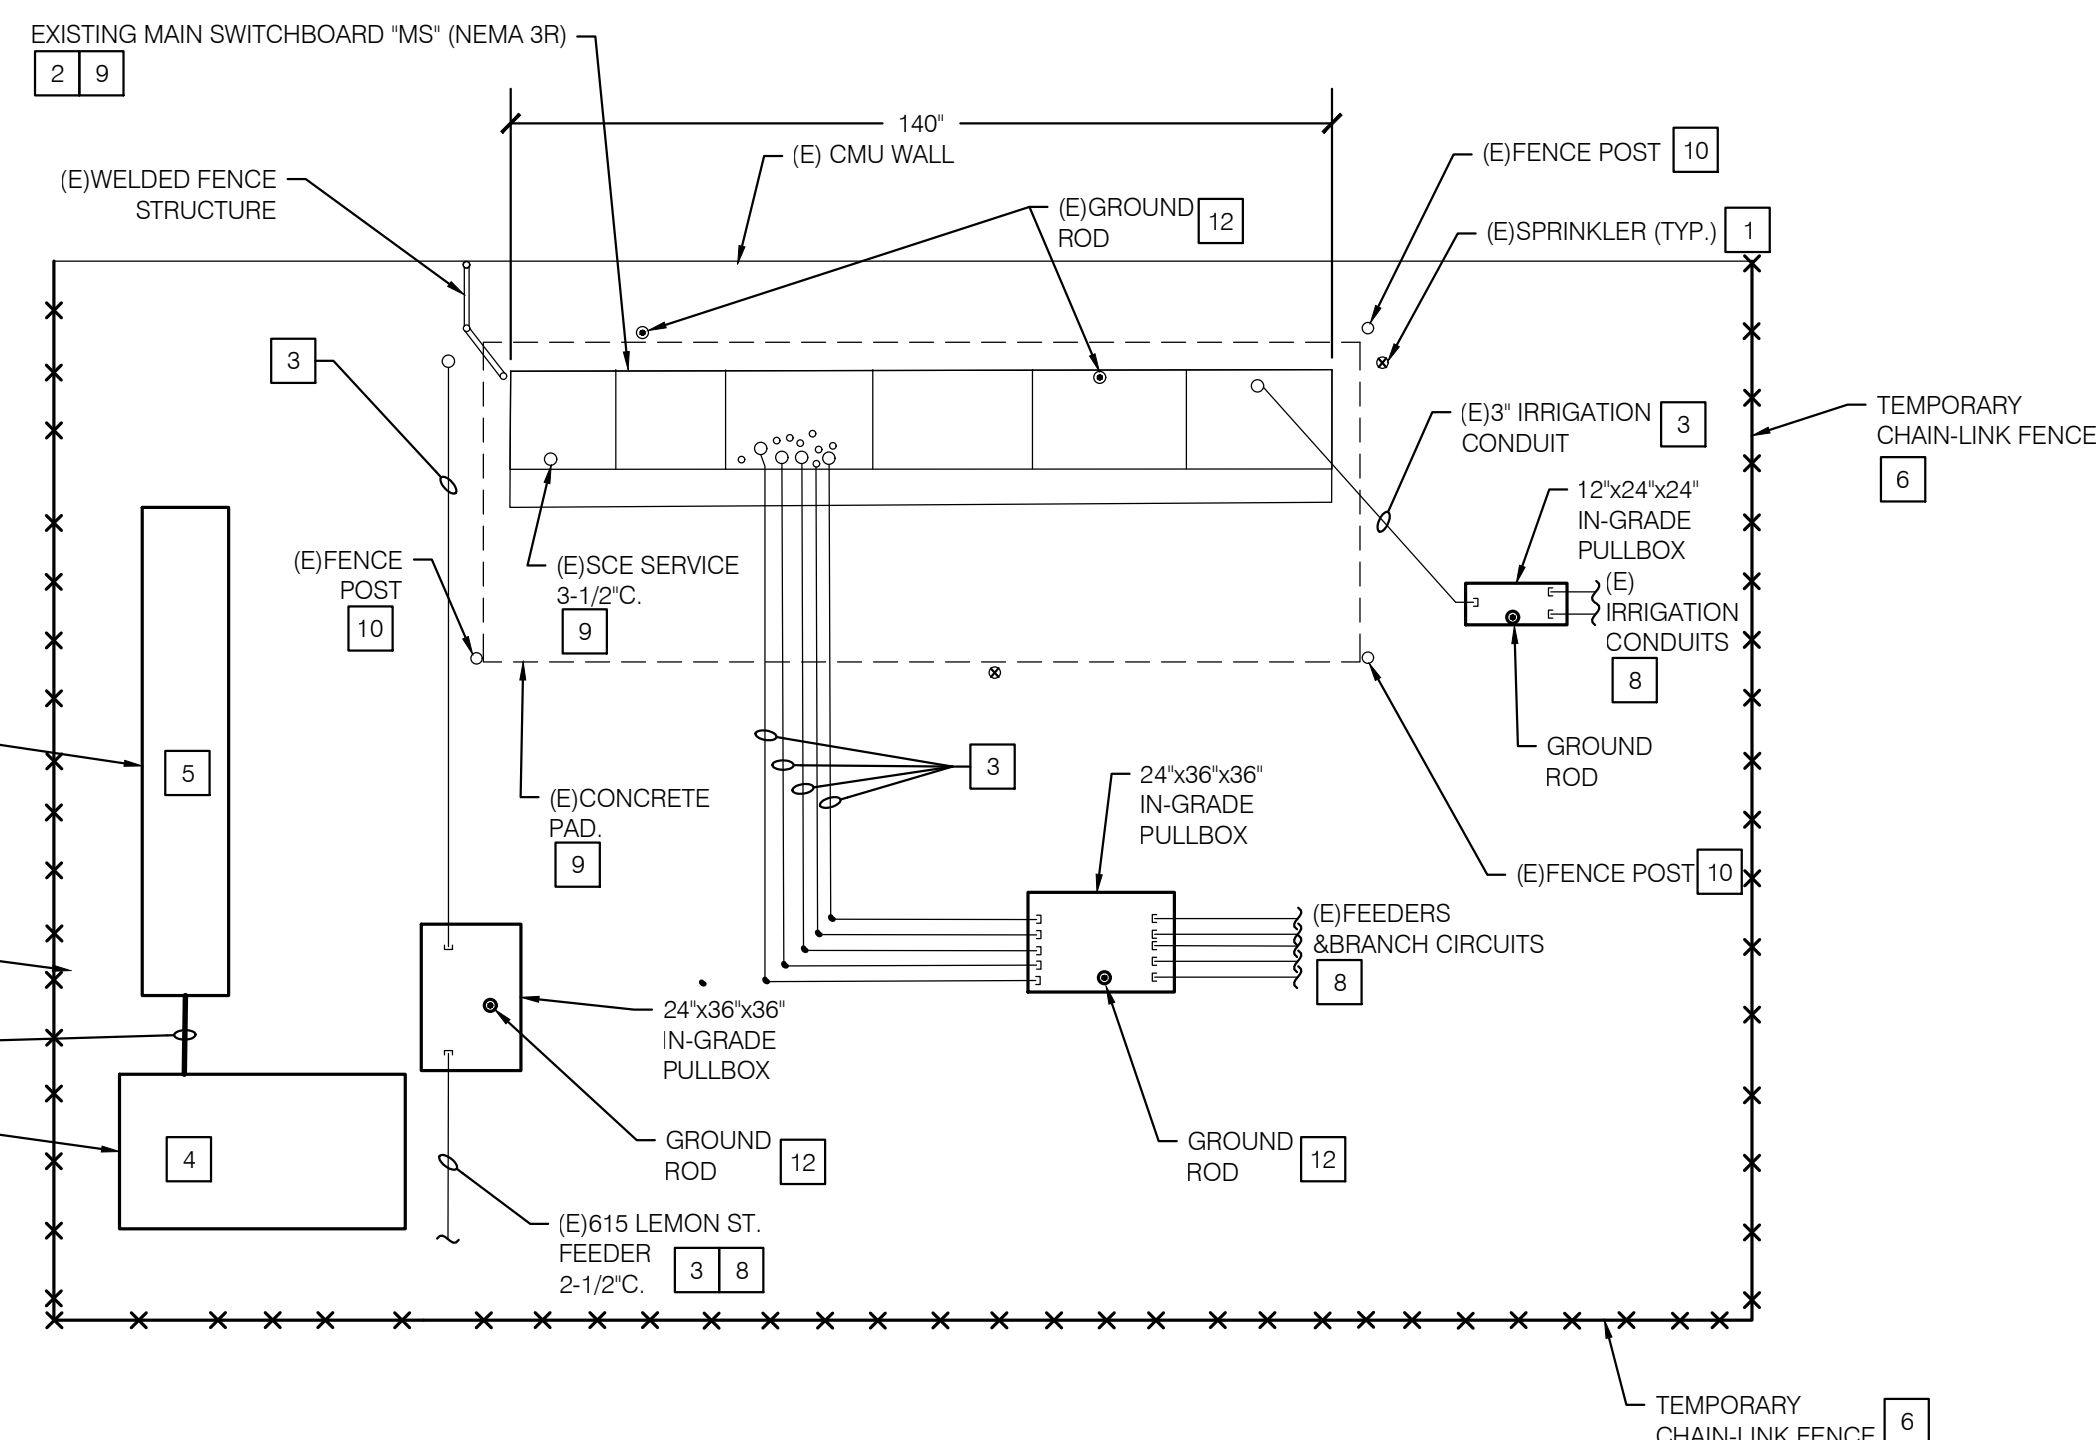 EXISTING MAIN SWITCHBOARD "MS" (NEMA 3R)
2 9
140"
(E) CMU WALL
(E)FENCE POST 10
(E)WELDED FENCE
STRUCTURE
(E)GROUND
ROD
12
(E)SPRINKLER (TYP.) 1
3
(E)3" IRRIGATION
CONDUIT
3
TEMPORARY
CHAIN-LINK FENCE
6
12"x24"x24"
IN-GRADE
PULLBOX
(E)FENCE
POST
10
(E)SCE SERVICE
3-1/2"C.
9
(E)
IRRIGATION
CONDUITS
8
GROUND
ROD
5
3
24"x36"x36"
IN-GRADE
PULLBOX
(E)CONCRETE
PAD.
9
(E)FENCE POST 10
(E)FEEDERS
&BRANCH CIRCUITS
8
24"x36"x36"
IN-GRADE
PULLBOX
4
GROUND
ROD
12
GROUND
ROD
12
(E)615 LEMON ST.
FEEDER
2-1/2"C.
3 8
TEMPORARY
CHAIN-LINK FENCE
6